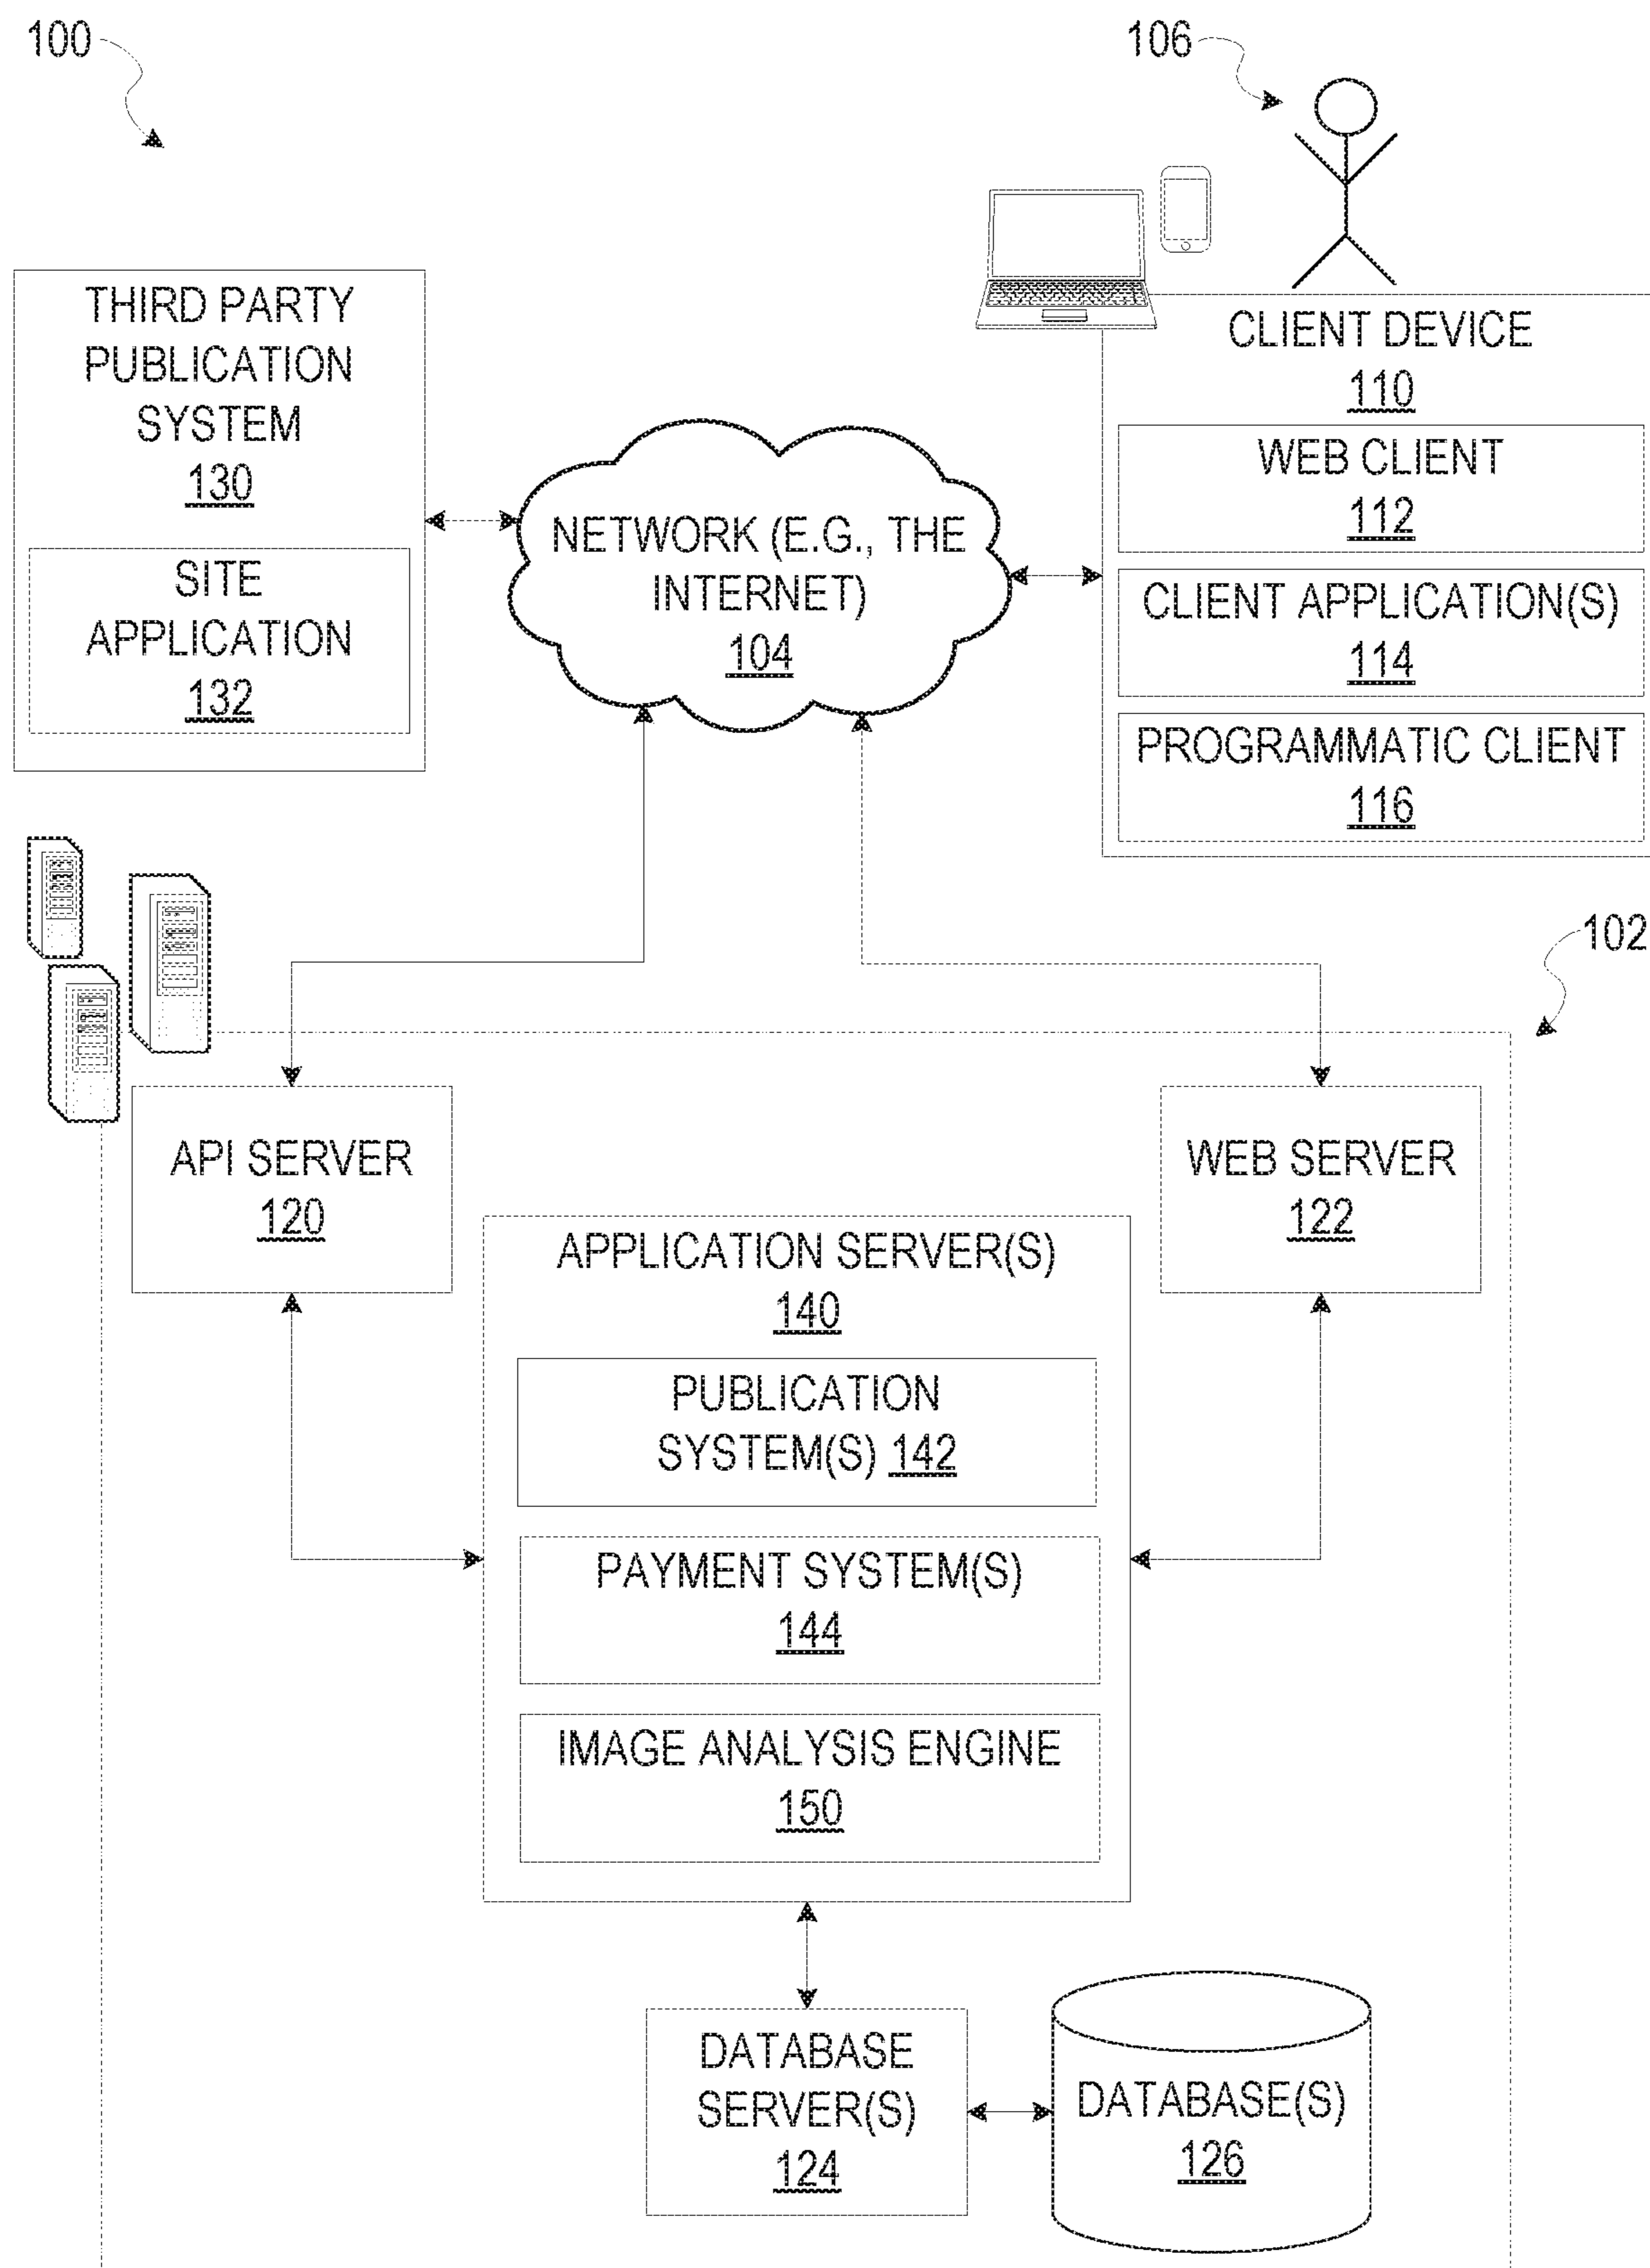 100
106
THIRD PARTY
PUBLICATION
SYSTEM
130
SITE
APPLICATION
132
NETWORK (E.G., THE
INTERNET)
104
CLIENT DEVICE
110
WEB CLIENT
112
CLIENT APPLICATION(S)
114
PROGRAMMATIC CLIENT
116
102
API SERVER
120
WEB SERVER
122
APPLICATION SERVER(S)
140
PUBLICATION
SYSTEM(S) 142
PAYMENT SYSTEM(S)
144
IMAGE ANALYSIS ENGINE
150
DATABASE
SERVER(S)
124
DATABASE(S)
126